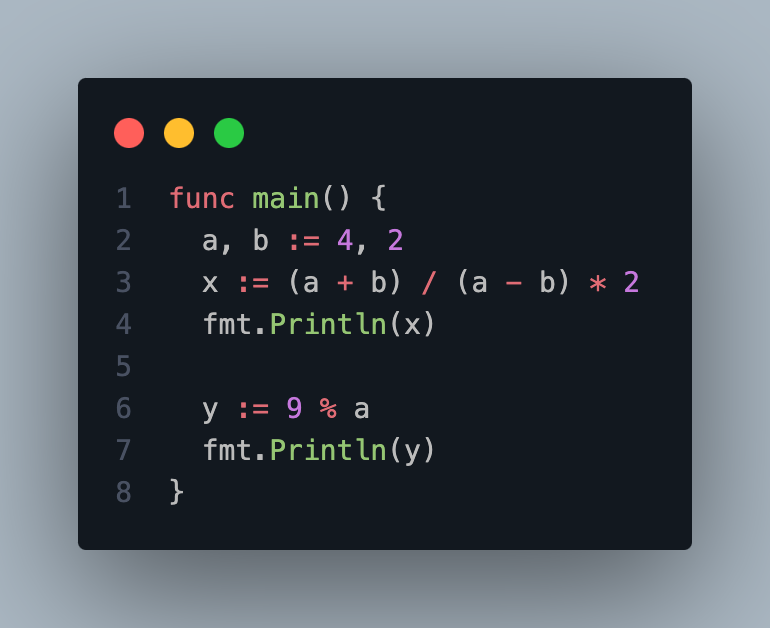 1 func main() {
2   a, b := 4, 2
3   x := (a + b) / (a - b) * 2
4   fmt.Println(x)
5
6   y := 9 % a
7   fmt.Println(y)
8 }